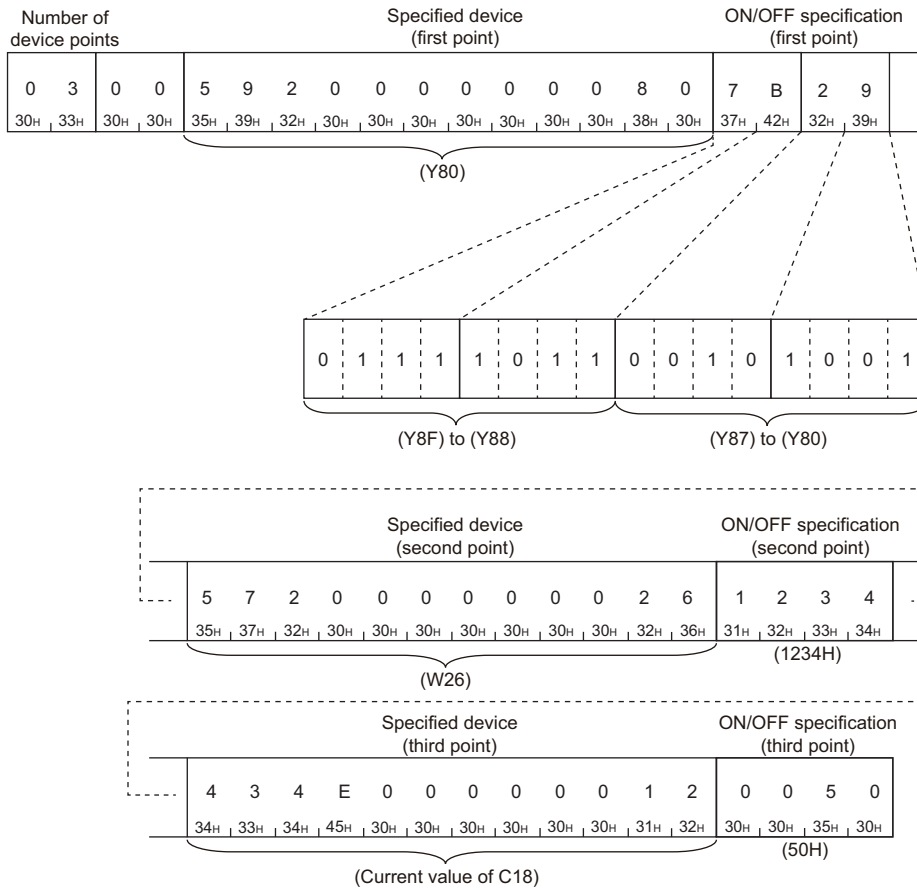 Number of
device points
Specified device
(first point)
ON/OFF specification
(first point)
0 3 0 0 5 9 2 0 0 0 0 0 0 0 8 0 7 B 2 9
30H 33H 30H 30H 35H 39H 32H 30H 30H 30H 30H 30H 30H 30H 38H 30H 37H 42H 32H 39H
(Y80)
0 1 1 1 1 0 1 1 0 0 1 0 1 0 0 1
(Y8F) to (Y88)
(Y87) to (Y80)
Specified device
(second point)
ON/OFF specification
(second point)
5 7 2 0 0 0 0 0 0 0 2 6 1 2 3 4
35H 37H 32H 30H 30H 30H 30H 30H 30H 30H 32H 36H 31H 32H 33H 34H
(W26)
(1234H)
Specified device
(third point)
ON/OFF specification
(third point)
4 3 4 E 0 0 0 0 0 0 1 2 0 0 5 0
34H 33H 34H 45H 30H 30H 30H 30H 30H 30H 31H 32H 30H 30H 35H 30H
(Current value of C18)
(50H)